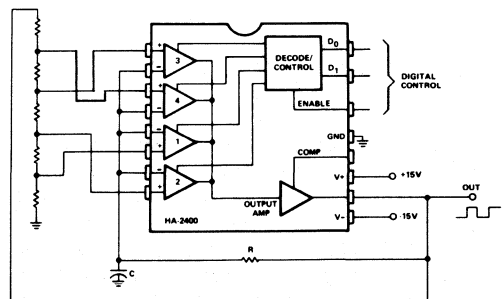 +
-
3
+
-
4
-
+
1
-
+
2
DECODE/
CONTROL
D0
D1
ENABLE
DIGITAL
CONTROL
GND
COMP
V+
+15V
OUTPUT
AMP
OUT
V-
-15V
HA-2400
R
C